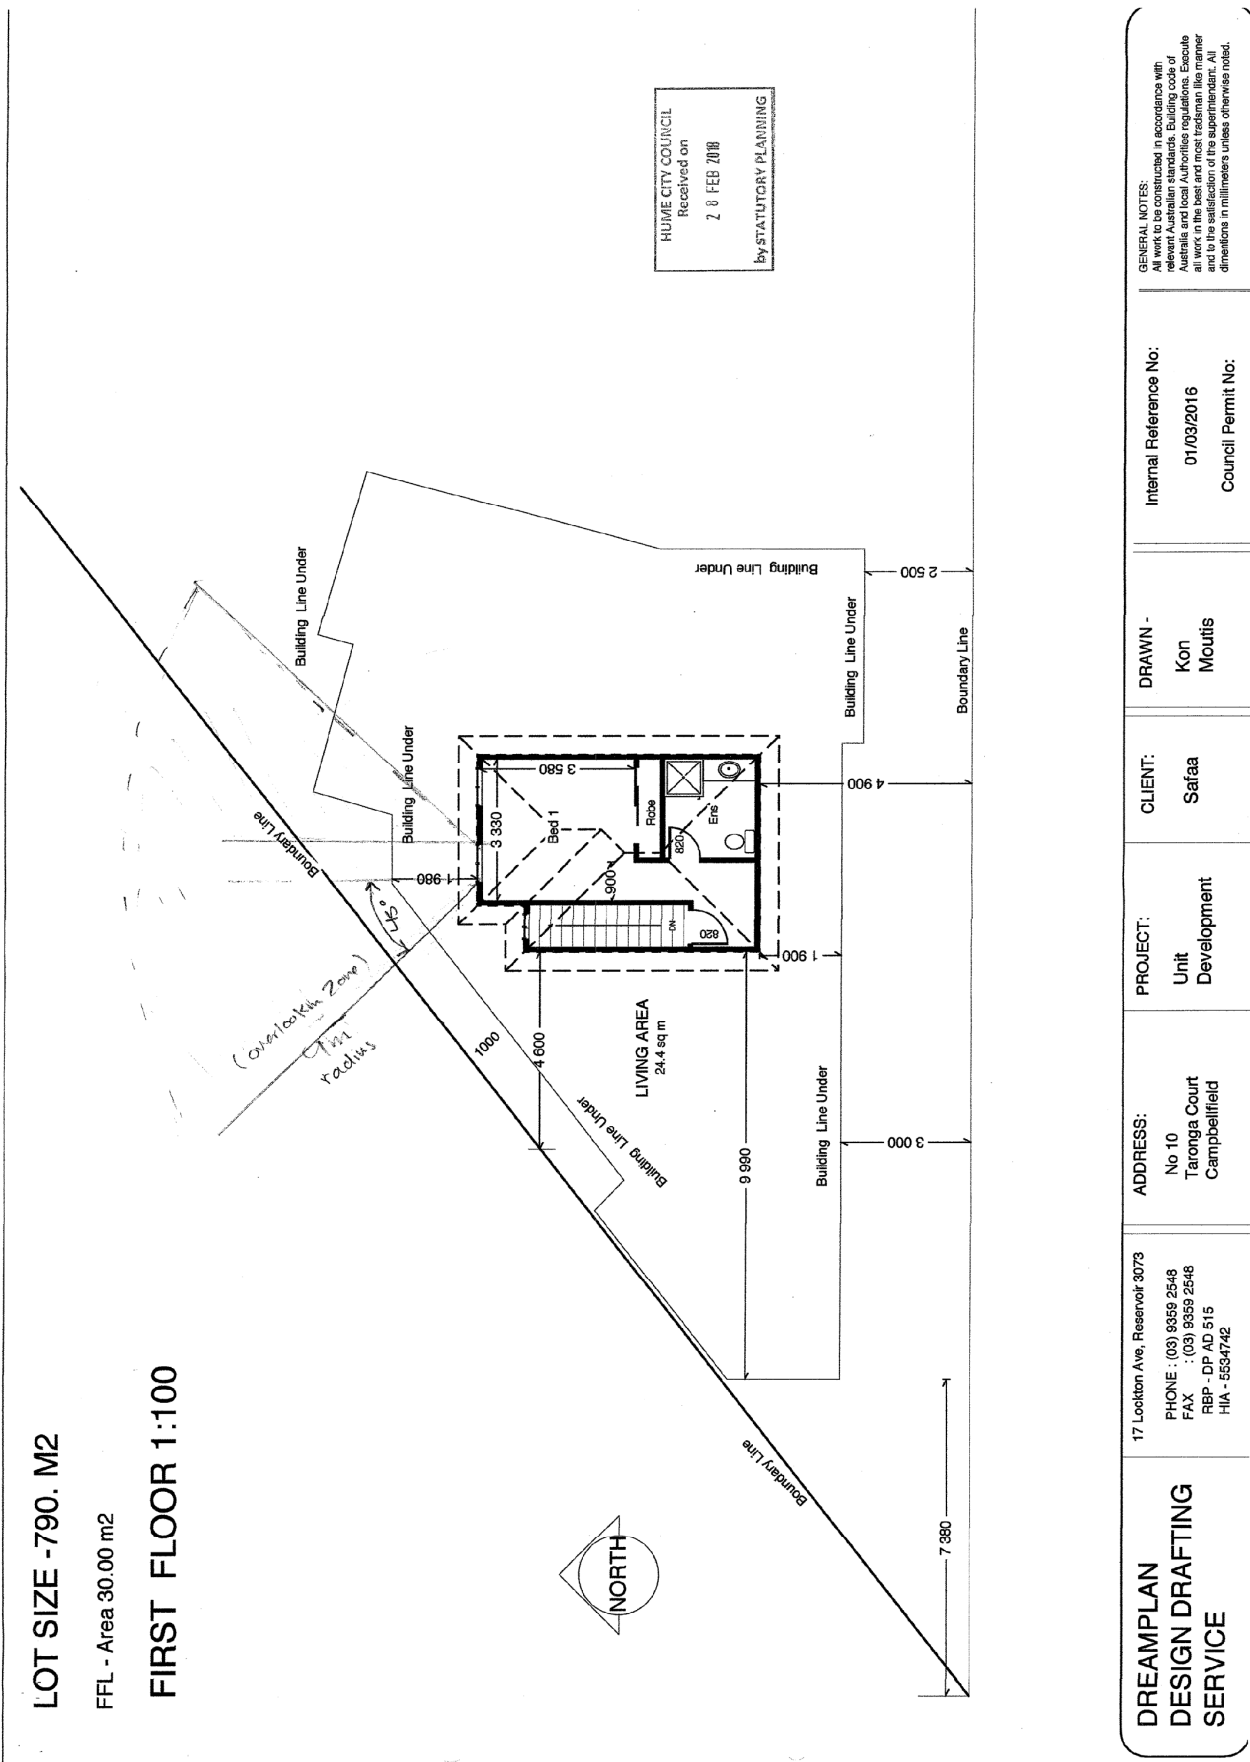 LOT SIZE -790. M2
FFL - Area 30.00 m2
FIRST FLOOR 1:100
HUME CITY COUNCIL
Received on
2 8 FEB 2018
by STATUTORY PLANNING
Boundary Line
Building Line Under
Building Line Under
Building Line Under
Building Line Under
2 500
Boundary Line
1 980
45°
(overlookin Zone)
9m
radius
3 330
3 580
Bed 1
Robe
Ens
820
900
DN
820
4 900
1 900
1000
4 600
LIVING AREA
24.4 sq m
Building Line Under
9 990
Building Line Under
3 000
Boundary Line
7 380
NORTH
DREAMPLAN
DESIGN DRAFTING
SERVICE
17 Lockton Ave, Reservoir 3073
PHONE : (03) 9359 2548
FAX : (03) 9359 2548
RBP - DP AD 515
HIA - 5534742
ADDRESS:
No 10
Taronga Court
Campbellfield
PROJECT:
Unit
Development
CLIENT:
Safaa
DRAWN -
Kon
Moutis
Internal Reference No:
01/03/2016
Council Permit No:
GENERAL NOTES:
All work to be constructed in accordance with
relevant Australian standards. Building code of
Australia and local Authorities regulations. Execute
all work in the best and most tradsman like manner
and to the satisfaction of the superintendant. All
dimentions in millimeters unless otherwise noted.